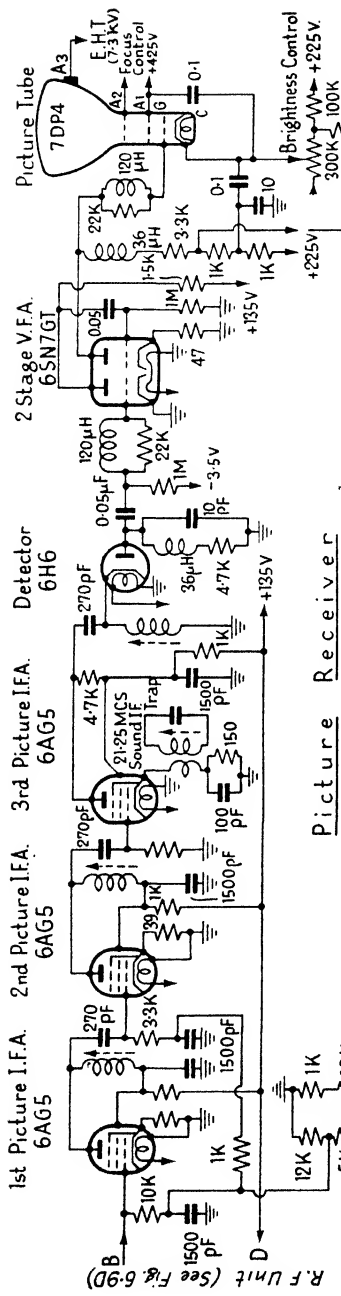 1st Picture I.F.A.
6AG5
2nd Picture I.F.A.
6AG5
3rd Picture I.F.A.
6AG5
Detector
6H6
2 Stage V.F.A.
6SN7GT
Picture Tube
7DP4
A3
E.H.T.
(7·3 kV)
Focus
Control
+425V
A2
A1
G
C
0·1
Brightness Control
+225V
300K
100K
0·1
10
+225V
120
μH
22K
36
μH
3·3K
1·5K
1K
1K
0·05
1M
+135V
47
120μH
22K
0·05μF
1M
-3·5V
10
PF
36μH
4·7K
270pF
4·7K
1K
1500
pF
+135V
21·25 MCS
Sound I.F.
Trap
150
100
pF
270pF
1K
1500pF
39
270
pF
3·3K
1500pF
1K
10K
1500
pF
B
D
R.F Unit (See Fig. 6·9D)
12K
1K
Picture Receiver